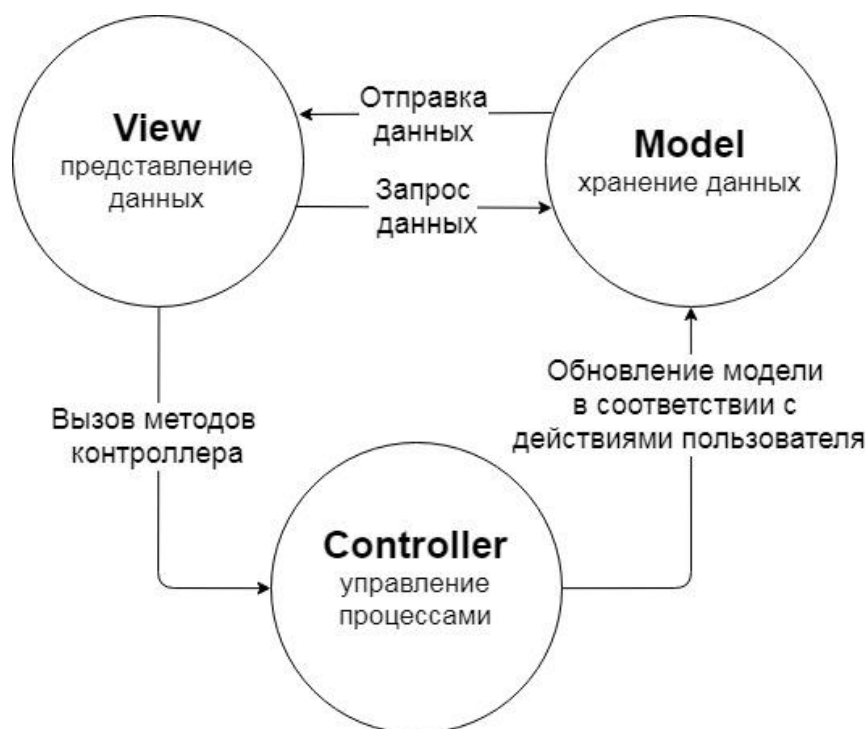 View
представление
данных
Отправка
данных
Запрос
данных
Model
хранение данных
Вызов методов
контроллера
Обновление модели
в соответствии с
действиями пользователя
Controller
управление
процессами